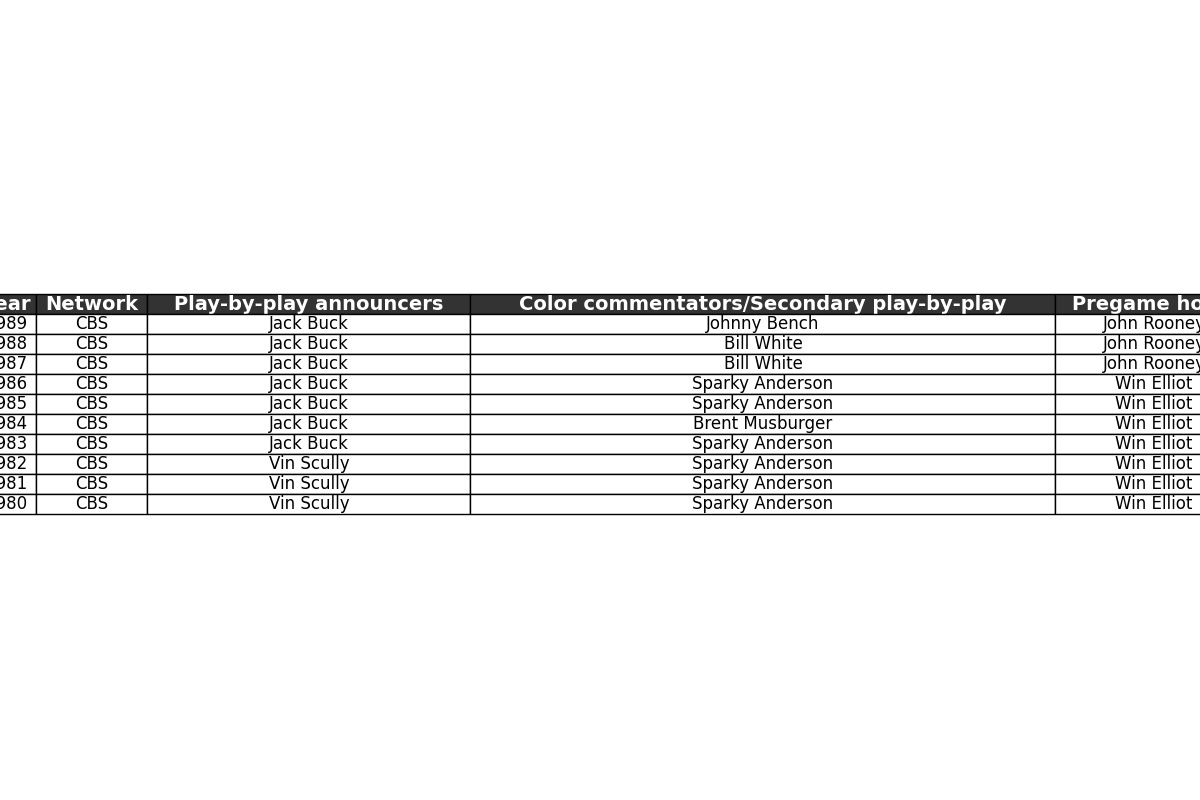 ear Network Play-by-play announcers Color commentators/Secondary play-by-play Pregame ho
989 CBS Jack Buck Johnny Bench John Rooney
988 CBS Jack Buck Bill White John Rooney
987 CBS Jack Buck Bill White John Rooney
986 CBS Jack Buck Sparky Anderson Win Elliot
985 CBS Jack Buck Sparky Anderson Win Elliot
984 CBS Jack Buck Brent Musburger Win Elliot
983 CBS Jack Buck Sparky Anderson Win Elliot
982 CBS Vin Scully Sparky Anderson Win Elliot
981 CBS Vin Scully Sparky Anderson Win Elliot
980 CBS Vin Scully Sparky Anderson Win Elliot